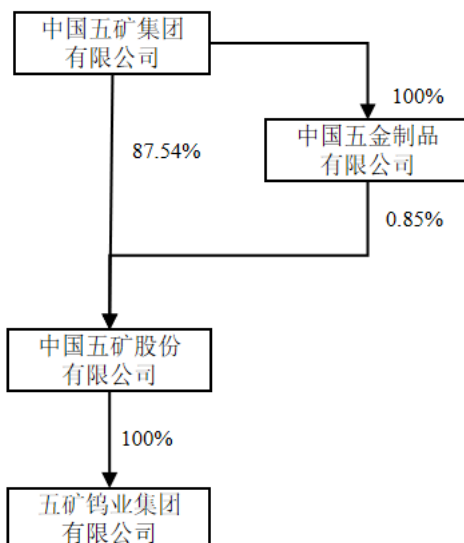 中国五矿集团
有限公司
100%
中国五金制品
有限公司
87.54%
0.85%
中国五矿股份
有限公司
100%
五矿钨业集团
有限公司